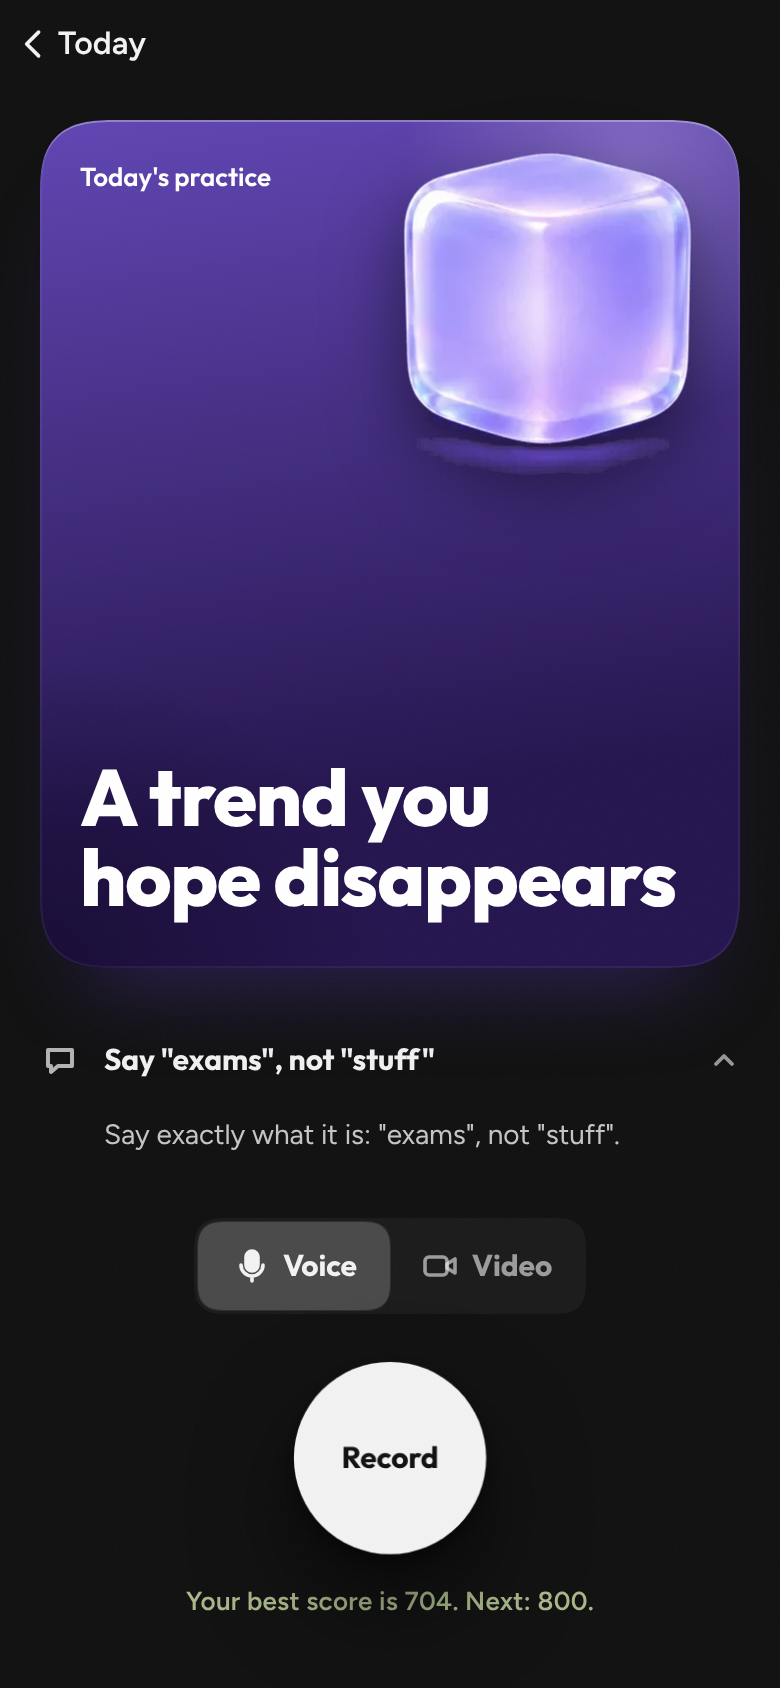 Today
Today's practice
A trend you
hope disappears
Say "exams", not "stuff"
Say exactly what it is: "exams", not "stuff".
Voice
Video
Record
Your best score is 704. Next: 800.